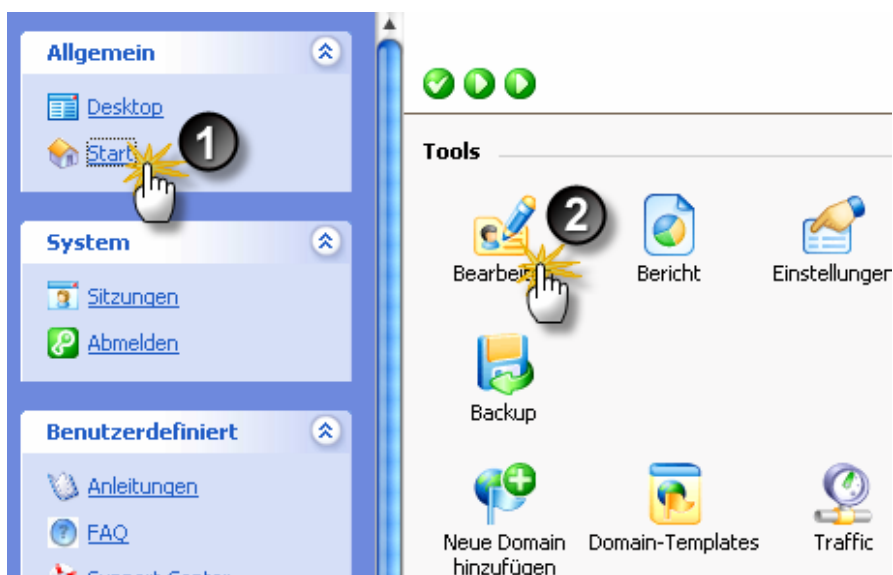 Allgemein
Desktop
Start
1
System
Sitzungen
Abmelden
Benutzerdefiniert
Anleitungen
FAQ
Tools
2
Bericht
Einstellungen
Backup
Neue Domain
hinzufügen
Domain-Templates
Traffic